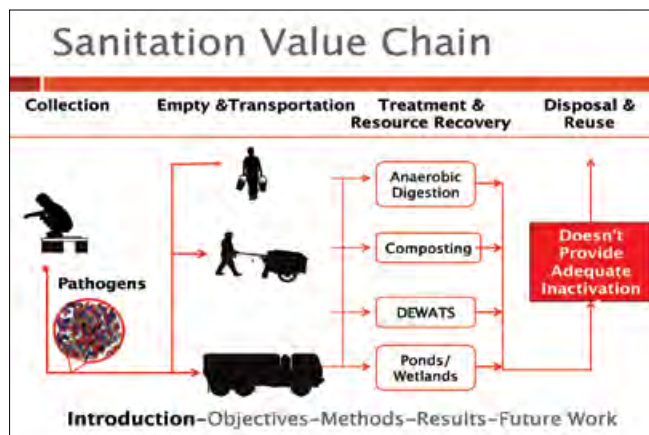 Sanitation Value Chain
Collection
Empty &Transportation
Treatment &
Resource Recovery
Disposal &
Reuse
Pathogens
Anaerobic
Digestion
Composting
DEWATS
Ponds/
Wetlands
Doesn't
Provide
Adequate
Inactivation
Introduction–Objectives–Methods–Results–Future Work